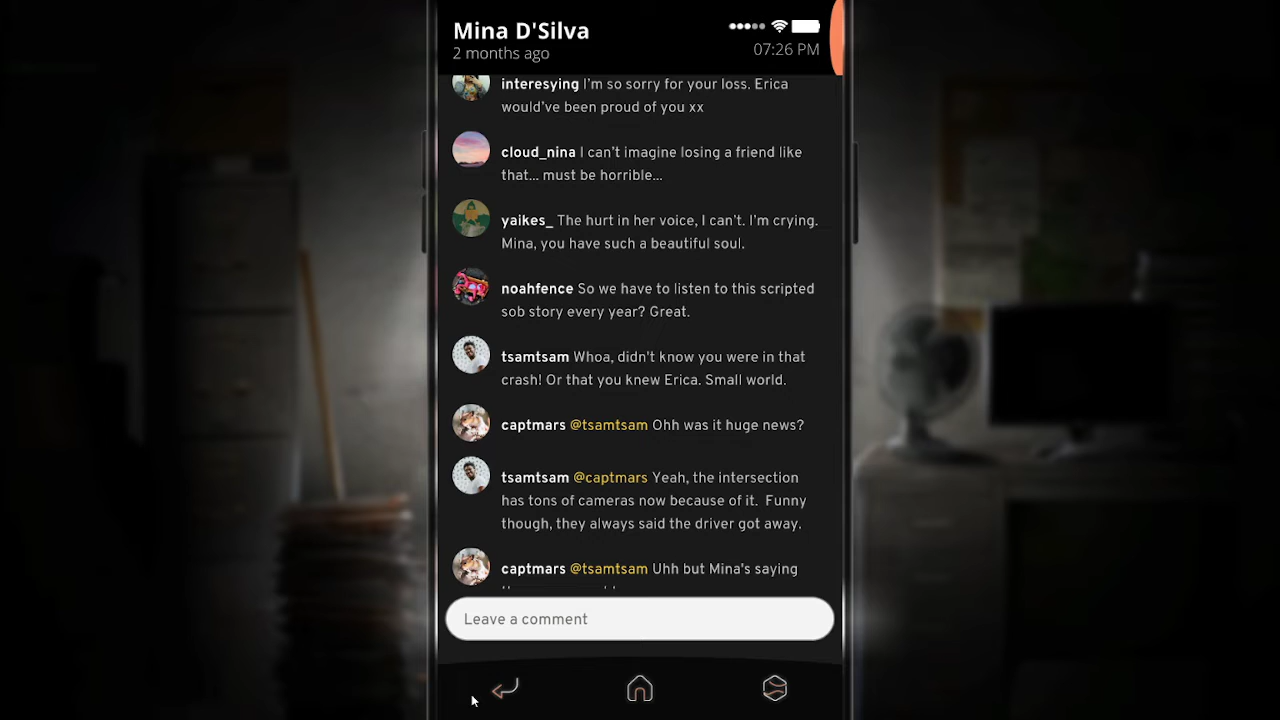 Mina D'Silva
2 months ago
07:26 PM
interesying I'm so sorry for your loss. Erica
would've been proud of you xx
cloud_nina I can't imagine losing a friend like
that... must be horrible...
yaikes_ The hurt in her voice, I can't. I'm crying.
Mina, you have such a beautiful soul.
noahfence So we have to listen to this scripted
sob story every year? Great.
tsamtsam Whoa, didn't know you were in that
crash! Or that you knew Erica. Small world.
captmars @tsamtsam Ohh was it huge news?
tsamtsam @captmars Yeah, the intersection
has tons of cameras now because of it. Funny
though, they always said the driver got away.
captmars @tsamtsam Uhh but Mina's saying
Leave a comment